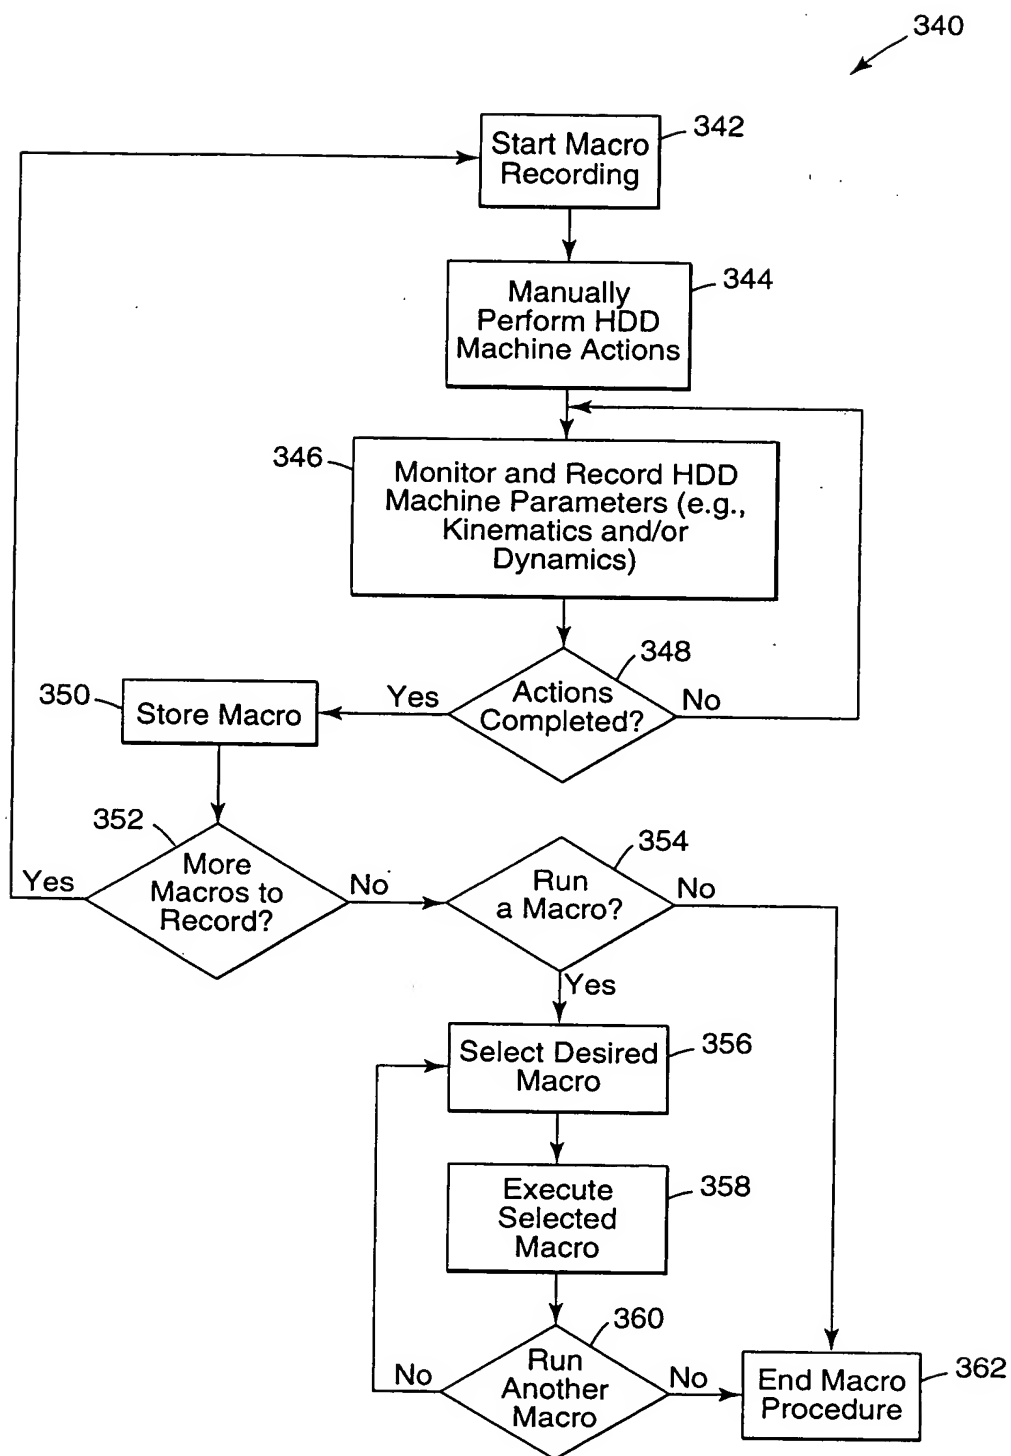 340
342
Start Macro
Recording
344
Manually
Perform HDD
Machine Actions
346
Monitor and Record HDD
Machine Parameters (e.g.,
Kinematics and/or
Dynamics)
348
Actions
Completed?
Yes
No
350
Store Macro
352
More
Macros to
Record?
Yes
No
354
Run
a Macro?
No
Yes
356
Select Desired
Macro
358
Execute
Selected
Macro
360
Run
Another
Macro
No
No
362
End Macro
Procedure